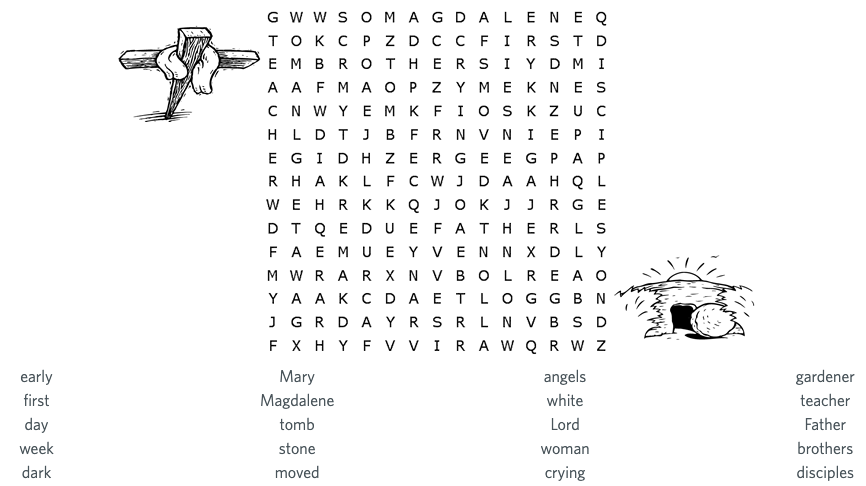 G W W S O M A G D A L E N E Q
T O K C P Z D C C F I R S T D
E M B R O T H E R S I Y D M I
A A F M A O P Z Y M E K N E S
C N W Y E M K F I O S K Z U C
H L D T J B F R N V N I E P I
E G I D H Z E R G E E G P A P
R H A K L F C W J D A A H Q L
W E H R K K Q J O K J J R G E
D T Q E D U E F A T H E R L S
F A E M U E Y V E N N X D L Y
M W R A R X N V B O L R E A O
Y A A K C D A E T L O G G B N
J G R D A Y R S R L N V B S D
F X H Y F V V I R A W Q R W Z
early Mary angels gardener
first Magdalene white teacher
day tomb Lord Father
week stone woman brothers
dark moved crying disciples